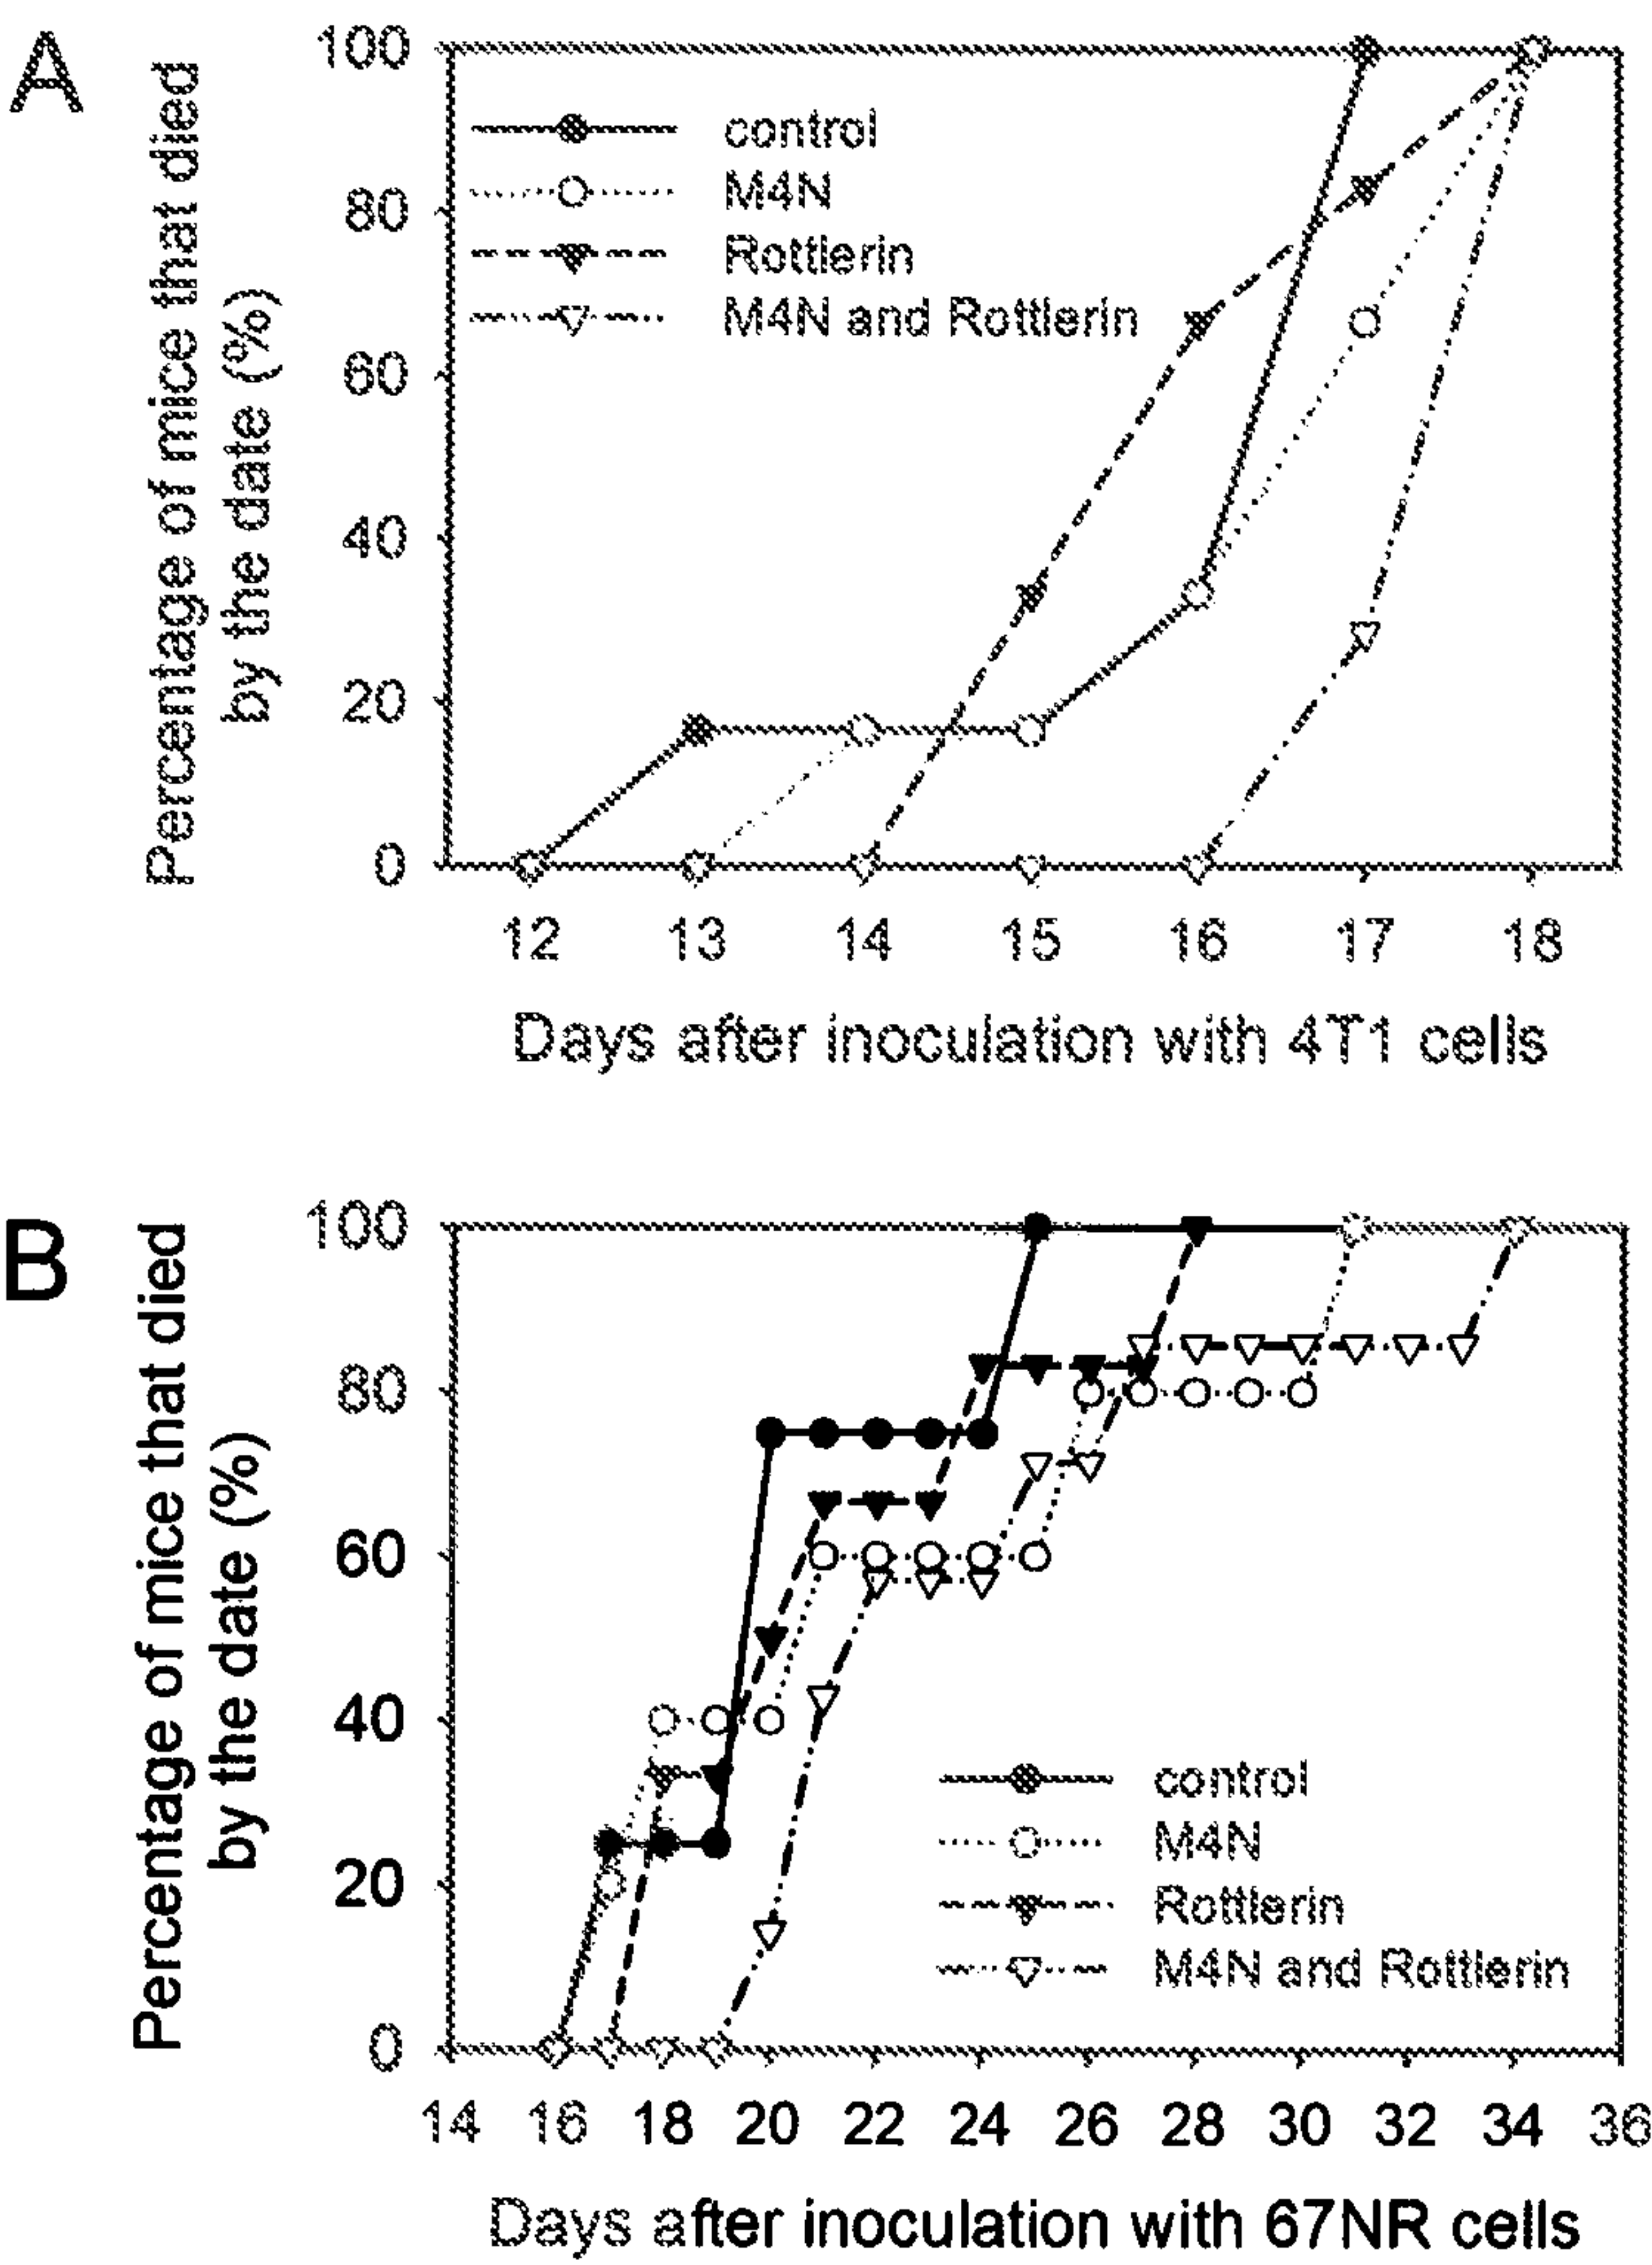 A
Percentage of mice that died
by the date (%)
100
80
60
40
20
0
control
M4N
Rottlerin
M4N and Rottlerin
12 13 14 15 16 17 18
Days after inoculation with 4T1 cells
B
Percentage of mice that died
by the date (%)
100
80
60
40
20
0
control
M4N
Rottlerin
M4N and Rottlerin
14 16 18 20 22 24 26 28 30 32 34 36
Days after inoculation with 67NR cells